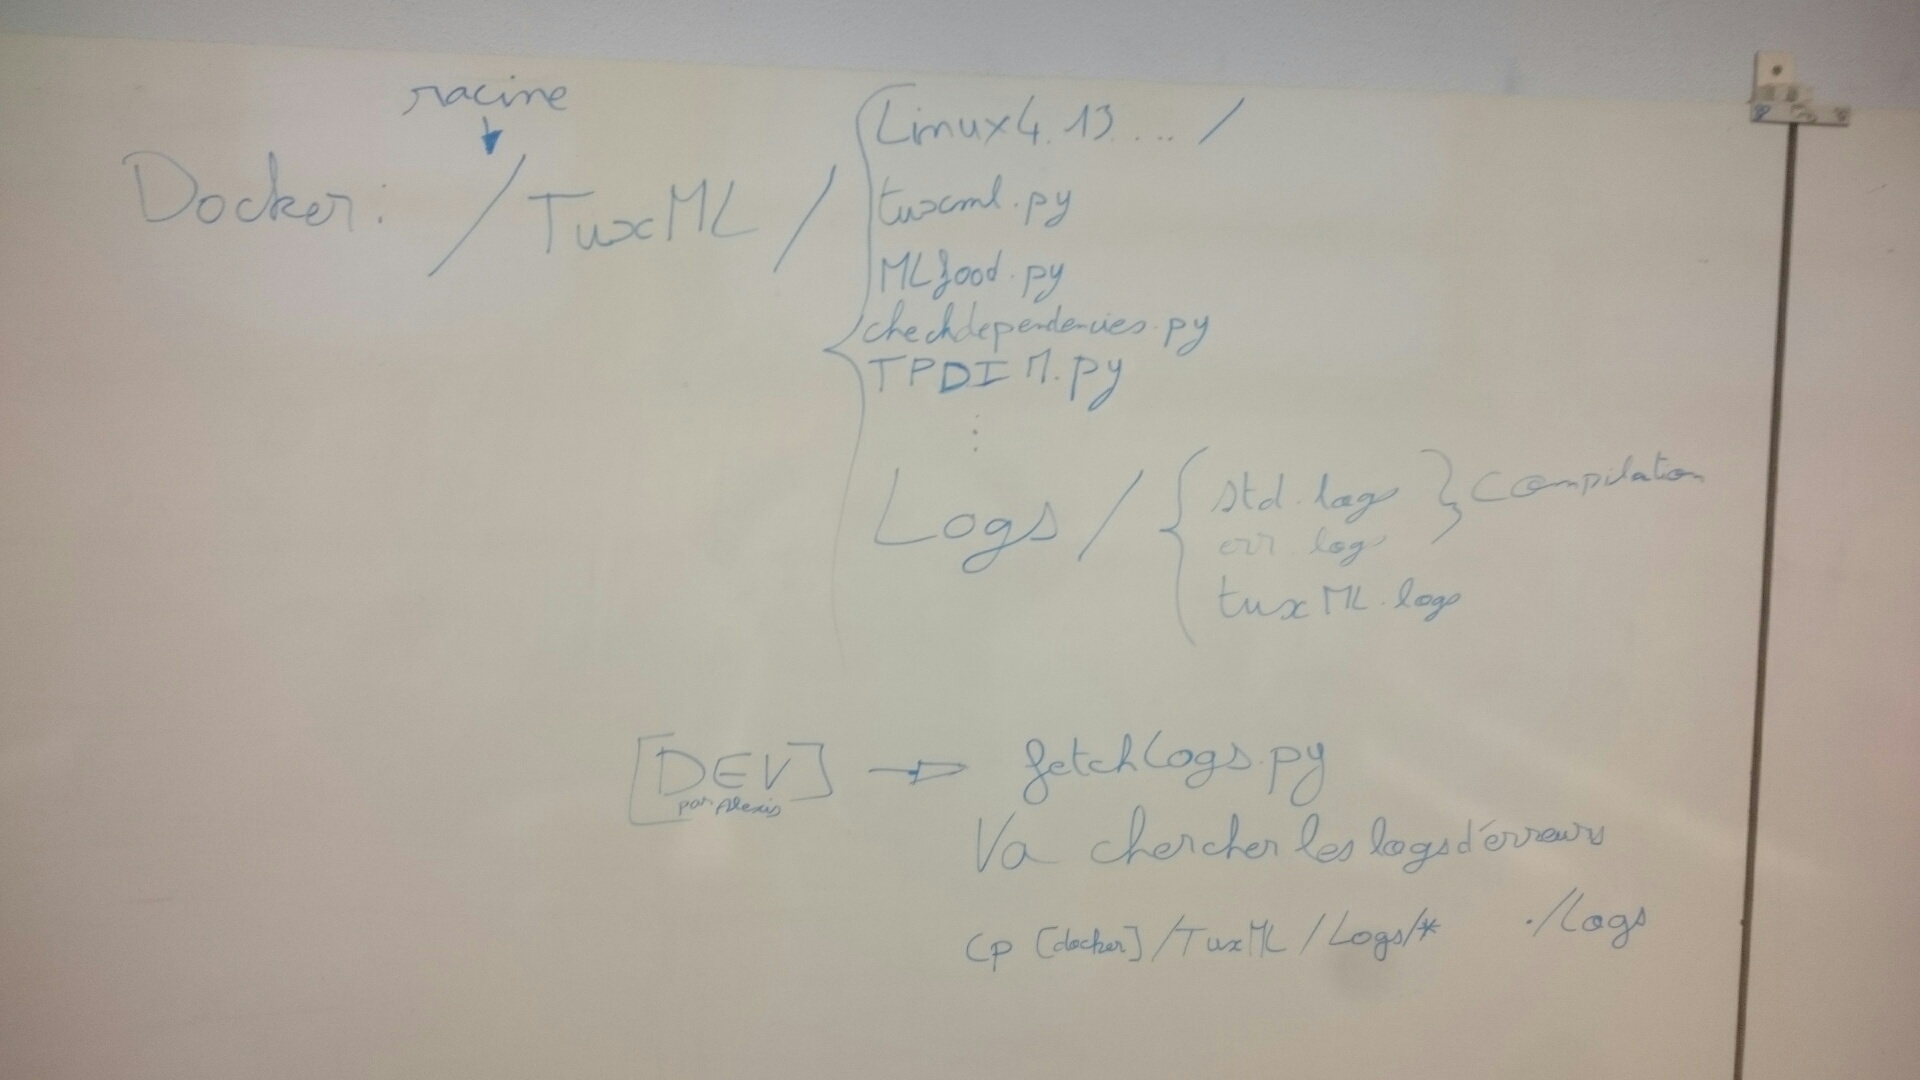 racine
Docker: /TuxML/
Linux4.13.... /
tuxml.py
MLfood.py
checkdependencies.py
TPDIM.py
⋮
Logs / { std.logs } compilation
err.logs
tuxML.logs
[DEV] → fetchLogs.py
par Alexis
Va chercher les logs d'érreurs
Cp [docker]/TuxML/Logs/* ./Logs